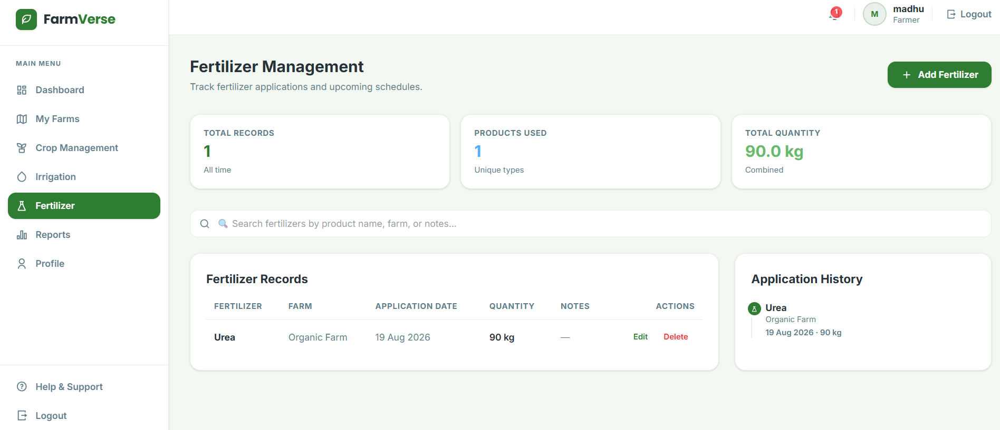 FarmVerse
1
M
madhu
Farmer
Logout
MAIN MENU
Dashboard
My Farms
Crop Management
Irrigation
Fertilizer
Reports
Profile
Help & Support
Logout
Fertilizer Management
Track fertilizer applications and upcoming schedules.
+ Add Fertilizer
TOTAL RECORDS
1
All time
PRODUCTS USED
1
Unique types
TOTAL QUANTITY
90.0 kg
Combined
🔍 Search fertilizers by product name, farm, or notes...
Fertilizer Records
FERTILIZER FARM APPLICATION DATE QUANTITY NOTES ACTIONS
Urea Organic Farm 19 Aug 2026 90 kg — Edit Delete
Application History
Urea
Organic Farm
19 Aug 2026 · 90 kg